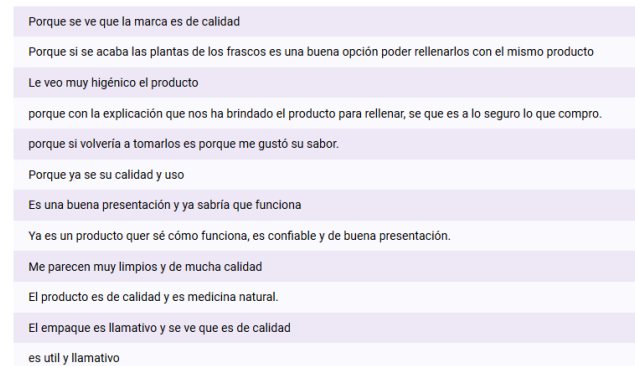 Porque se ve que la marca es de calidad
Porque si se acaba las plantas de los frascos es una buena opción poder rellenarlos con el mismo producto
Le veo muy higénico el producto
porque con la explicación que nos ha brindado el producto para rellenar, se que es a lo seguro lo que compro.
porque si volvería a tomarlos es porque me gustó su sabor.
Porque ya se su calidad y uso
Es una buena presentación y ya sabría que funciona
Ya es un producto quer sé cómo funciona, es confiable y de buena presentación.
Me parecen muy limpios y de mucha calidad
El producto es de calidad y es medicina natural.
El empaque es llamativo y se ve que es de calidad
es util y llamativo